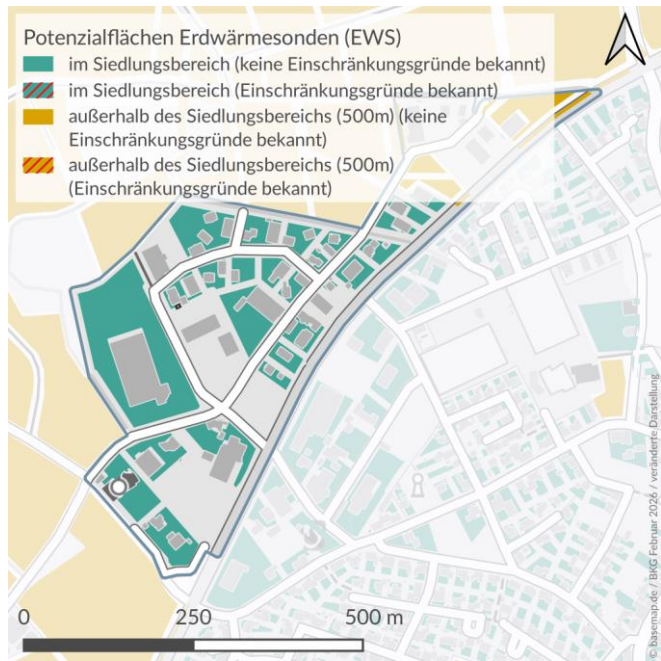 Potenzialflächen Erdwärmesonden (EWS)
im Siedlungsbereich (keine Einschränkungsgründe bekannt)
im Siedlungsbereich (Einschränkungsgründe bekannt)
außerhalb des Siedlungsbereichs (500m) (keine
Einschränkungsgründe bekannt)
außerhalb des Siedlungsbereichs (500m)
(Einschränkungsgründe bekannt)
0 250 500 m
© basemap.de / BKG Februar 2026 / veränderte Darstellung